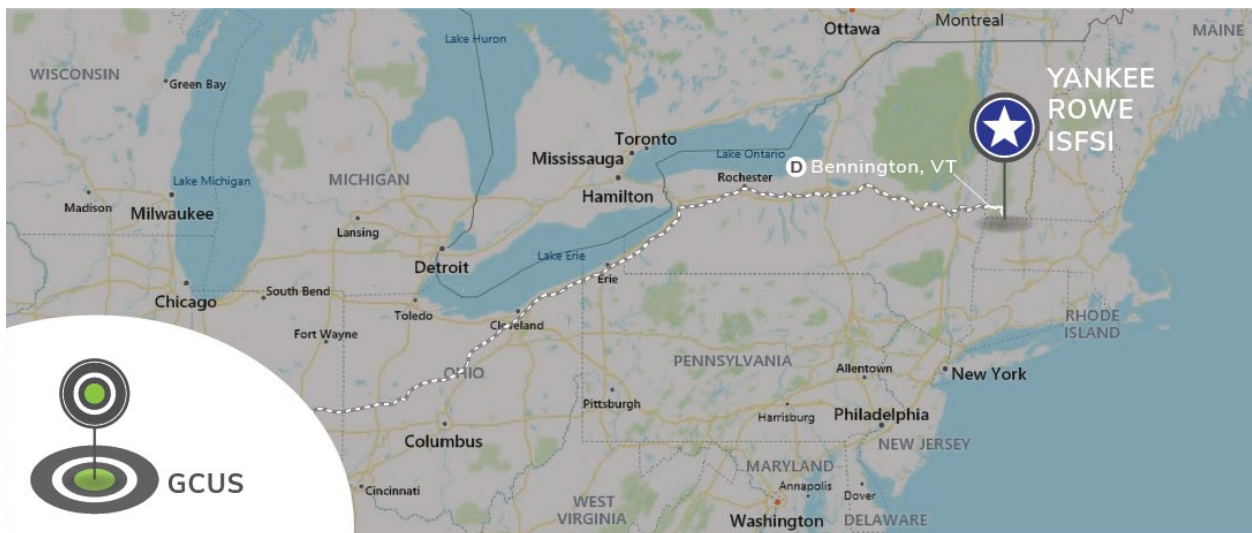 Ottawa
Montreal
MAINE
Lake Huron
WISCONSIN
Green Bay
YANKEE
ROWE
ISFSI
Toronto
Mississauga
Lake Ontario
D Bennington, VT
Rochester
Hamilton
Lake Michigan
MICHIGAN
Madison
Milwaukee
Lansing
Detroit
Lake Erie
Erie
Chicago
South Bend
Toledo
Cleveland
Fort Wayne
RHODE
ISLAND
OHIO
PENNSYLVANIA
Allentown
New York
Pittsburgh
Harrisburg
Philadelphia
Columbus
NEW JERSEY
MARYLAND
GCUS
Cincinnati
WEST
VIRGINIA
Annapolis
Dover
Washington
DELAWARE